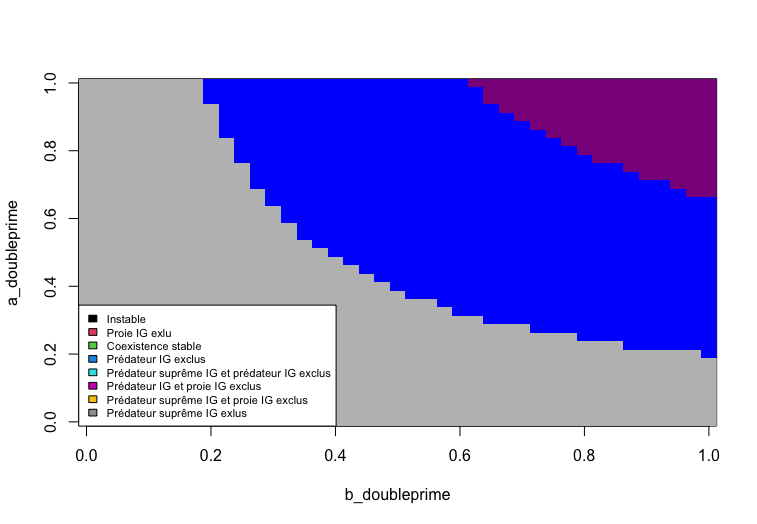 a_doubleprime
1.0
0.8
0.6
0.4
0.2
0.0
Instable
Proie IG exlu
Coexistence stable
Prédateur IG exclus
Prédateur suprême IG et prédateur IG exclus
Prédateur IG et proie IG exclus
Prédateur suprême IG et proie IG exclus
Prédateur suprême IG exlus
0.0 0.2 0.4 0.6 0.8 1.0
b_doubleprime